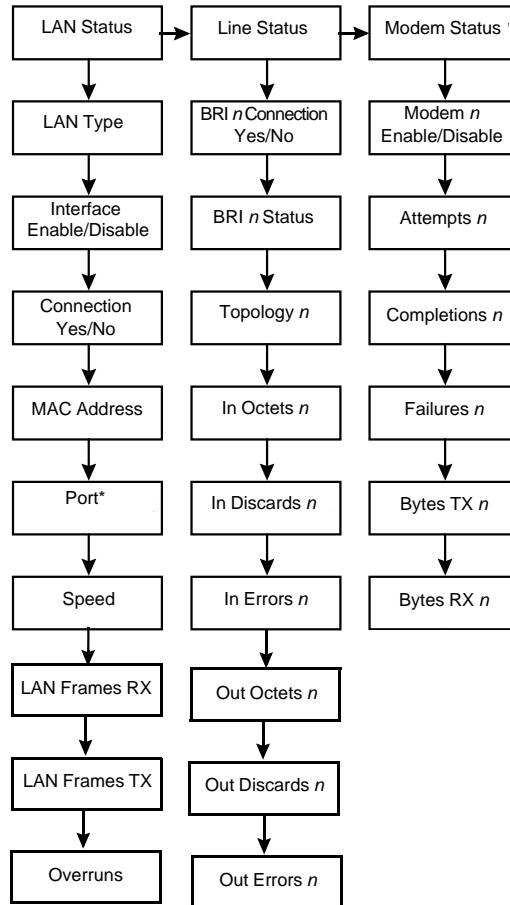 LAN Status
LAN Type
Interface
Enable/Disable
Connection
Yes/No
MAC Address
Port*
Speed
LAN Frames RX
LAN Frames TX
Overruns
Line Status
BRI n Connection
Yes/No
BRI n Status
Topology n
In Octets n
In Discards n
In Errors n
Out Octets n
Out Discards n
Out Errors n
Modem Status
Modem n
Enable/Disable
Attempts n
Completions n
Failures n
Bytes TX n
Bytes RX n